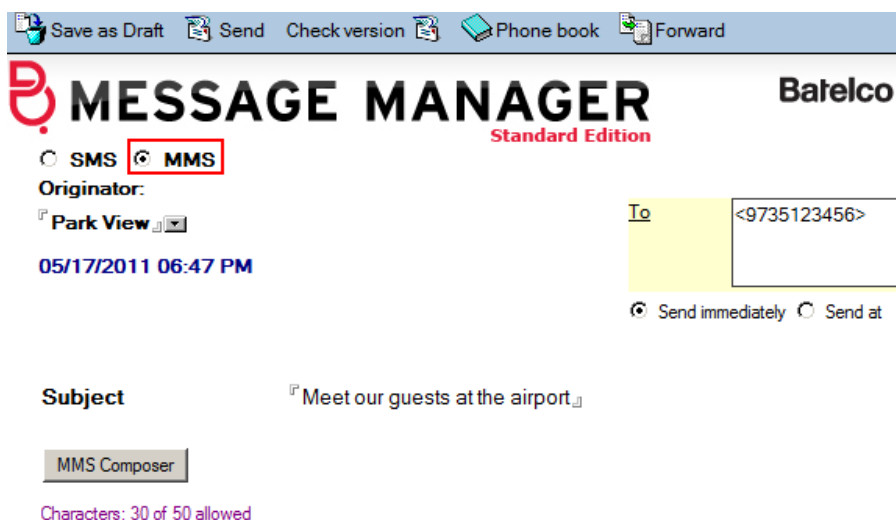 Save as Draft Send Check version Phone book Forward
MESSAGE MANAGER
Standard Edition
Batelco
SMS MMS
Originator:
Park View
05/17/2011 06:47 PM
To <9735123456>
Send immediately Send at
Subject Meet our guests at the airport
MMS Composer
Characters: 30 of 50 allowed